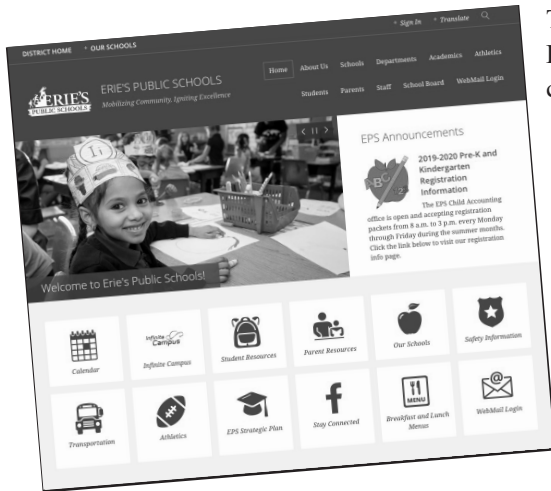 Sign In Translate
DISTRICT HOME OUR SCHOOLS
ERIE'S
PUBLIC SCHOOLS
ERIE'S PUBLIC SCHOOLS
Mobilizing Community, Igniting Excellence
Home About Us Schools Departments Academics Athletics
Students Parents Staff School Board WebMail Login
Welcome to Erie's Public Schools!
EPS Announcements
ABC
2019-2020 Pre-K and
Kindergarten
Registration
Information
The EPS Child Accounting
office is open and accepting registration
packets from 8 a.m. to 3 p.m. every Monday
through Friday during the summer months.
Click the link below to visit our registration
info page.
Calendar
Infinite
Campus
Infinite Campus
Student Resources
Parent Resources
Our Schools
Safety Information
Transportation
Athletics
EPS Strategic Plan
f
Stay Connected
MENU
Breakfast and Lunch
Menus
@
WebMail Login